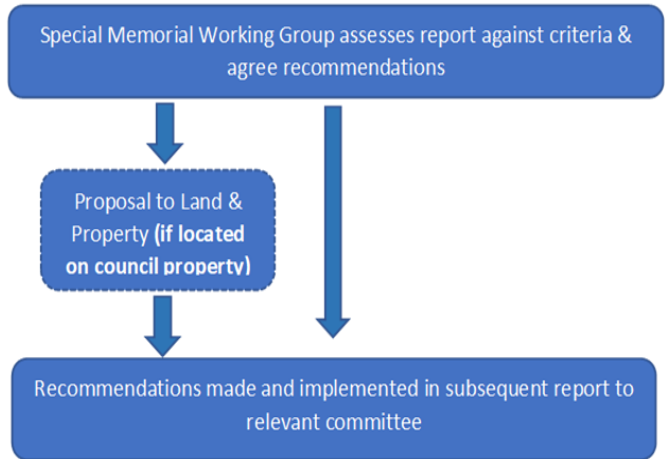 Special Memorial Working Group assesses report against criteria &
agree recommendations
Proposal to Land &
Property (if located
on council property)
Recommendations made and implemented in subsequent report to
relevant committee